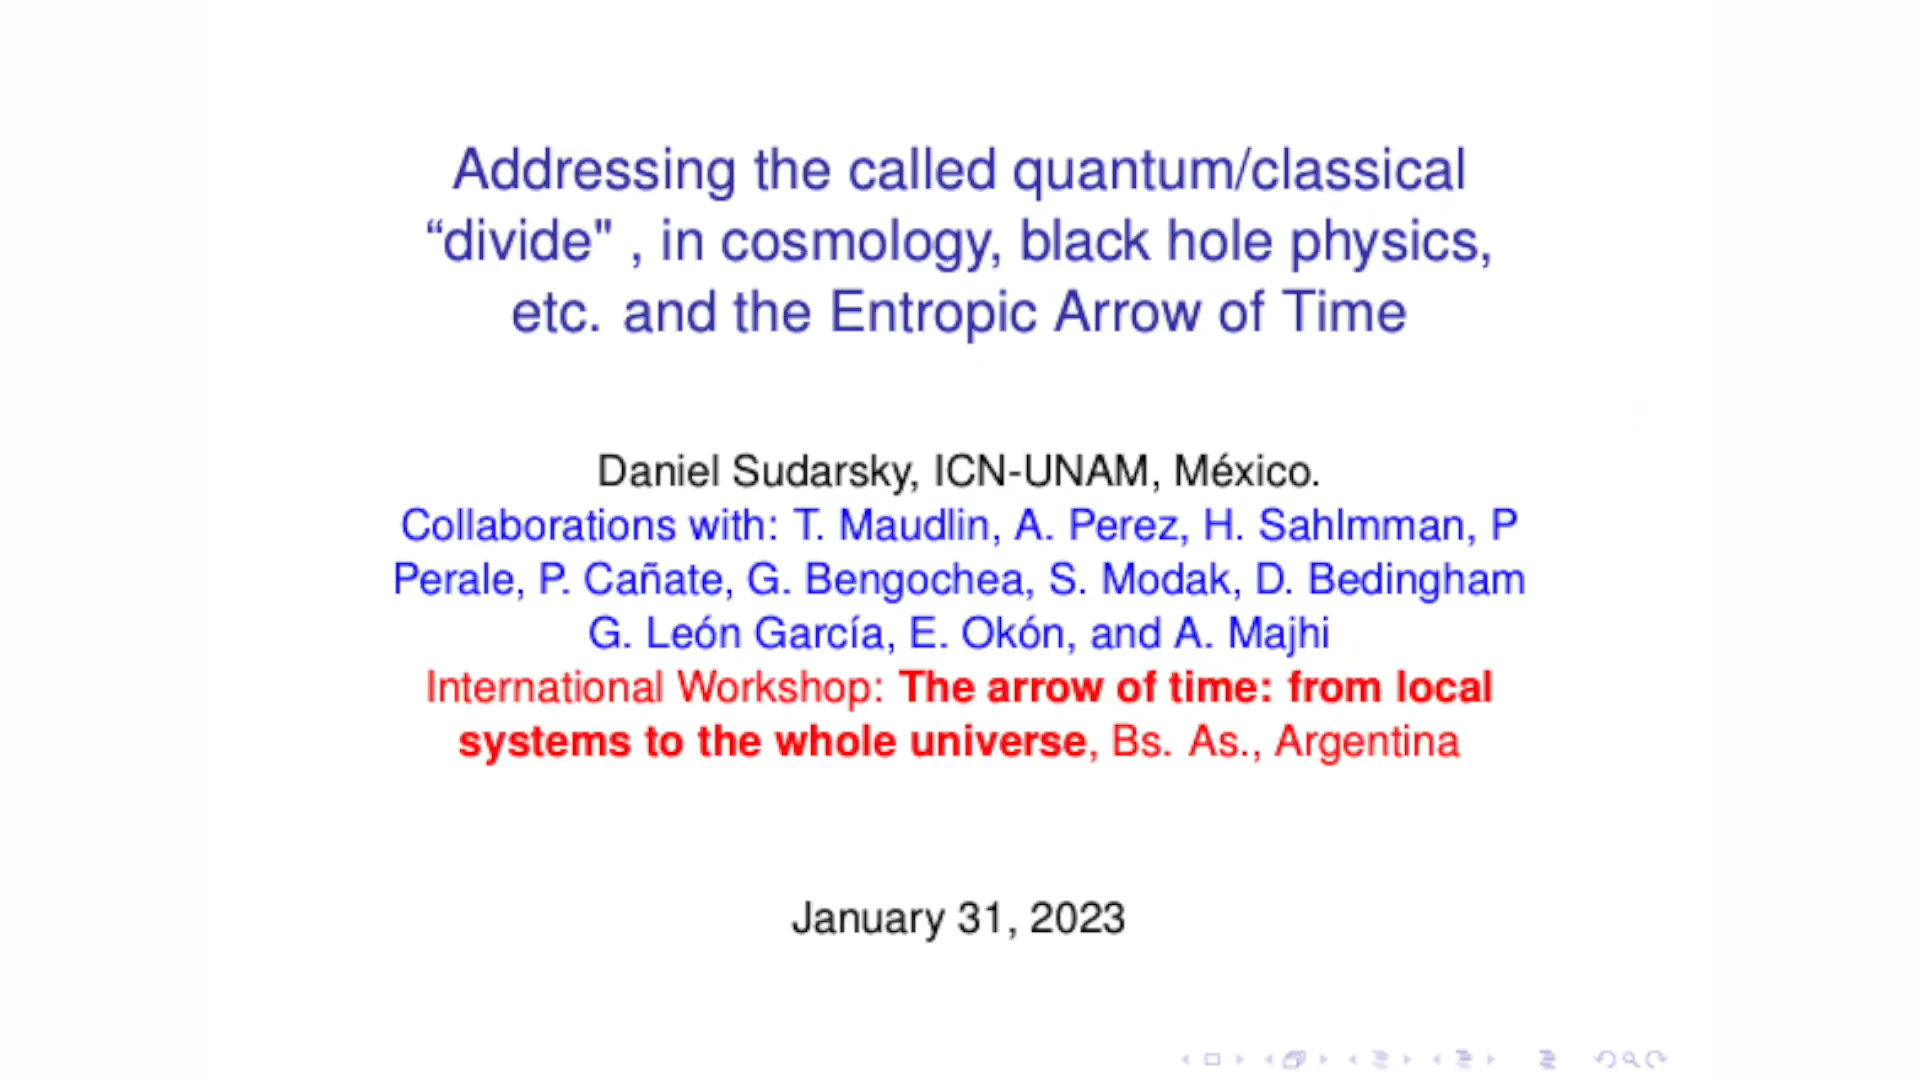 Addressing the called quantum/classical
“divide" , in cosmology, black hole physics,
etc. and the Entropic Arrow of Time
Daniel Sudarsky, ICN-UNAM, México.
Collaborations with: T. Maudlin, A. Perez, H. Sahlmman, P
Perale, P. Cañate, G. Bengochea, S. Modak, D. Bedingham
G. León García, E. Okón, and A. Majhi
International Workshop: The arrow of time: from local
systems to the whole universe, Bs. As., Argentina
January 31, 2023